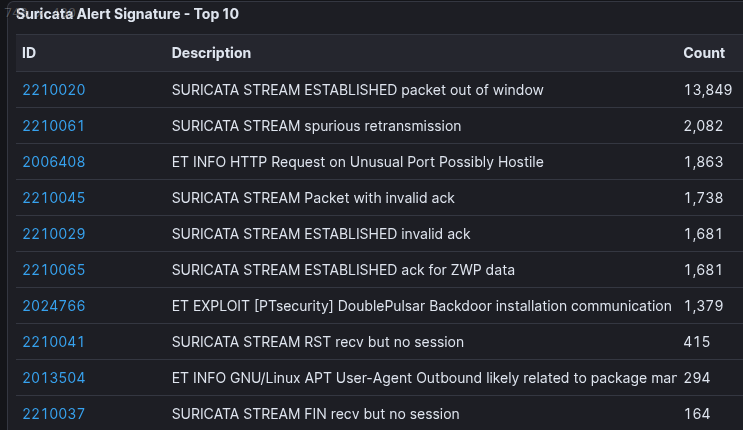 Suricata Alert Signature - Top 10
ID Description Count
2210020 SURICATA STREAM ESTABLISHED packet out of window 13,849
2210061 SURICATA STREAM spurious retransmission 2,082
2006408 ET INFO HTTP Request on Unusual Port Possibly Hostile 1,863
2210045 SURICATA STREAM Packet with invalid ack 1,738
2210029 SURICATA STREAM ESTABLISHED invalid ack 1,681
2210065 SURICATA STREAM ESTABLISHED ack for ZWP data 1,681
2024766 ET EXPLOIT [PTsecurity] DoublePulsar Backdoor installation communication 1,379
2210041 SURICATA STREAM RST recv but no session 415
2013504 ET INFO GNU/Linux APT User-Agent Outbound likely related to package mar 294
2210037 SURICATA STREAM FIN recv but no session 164